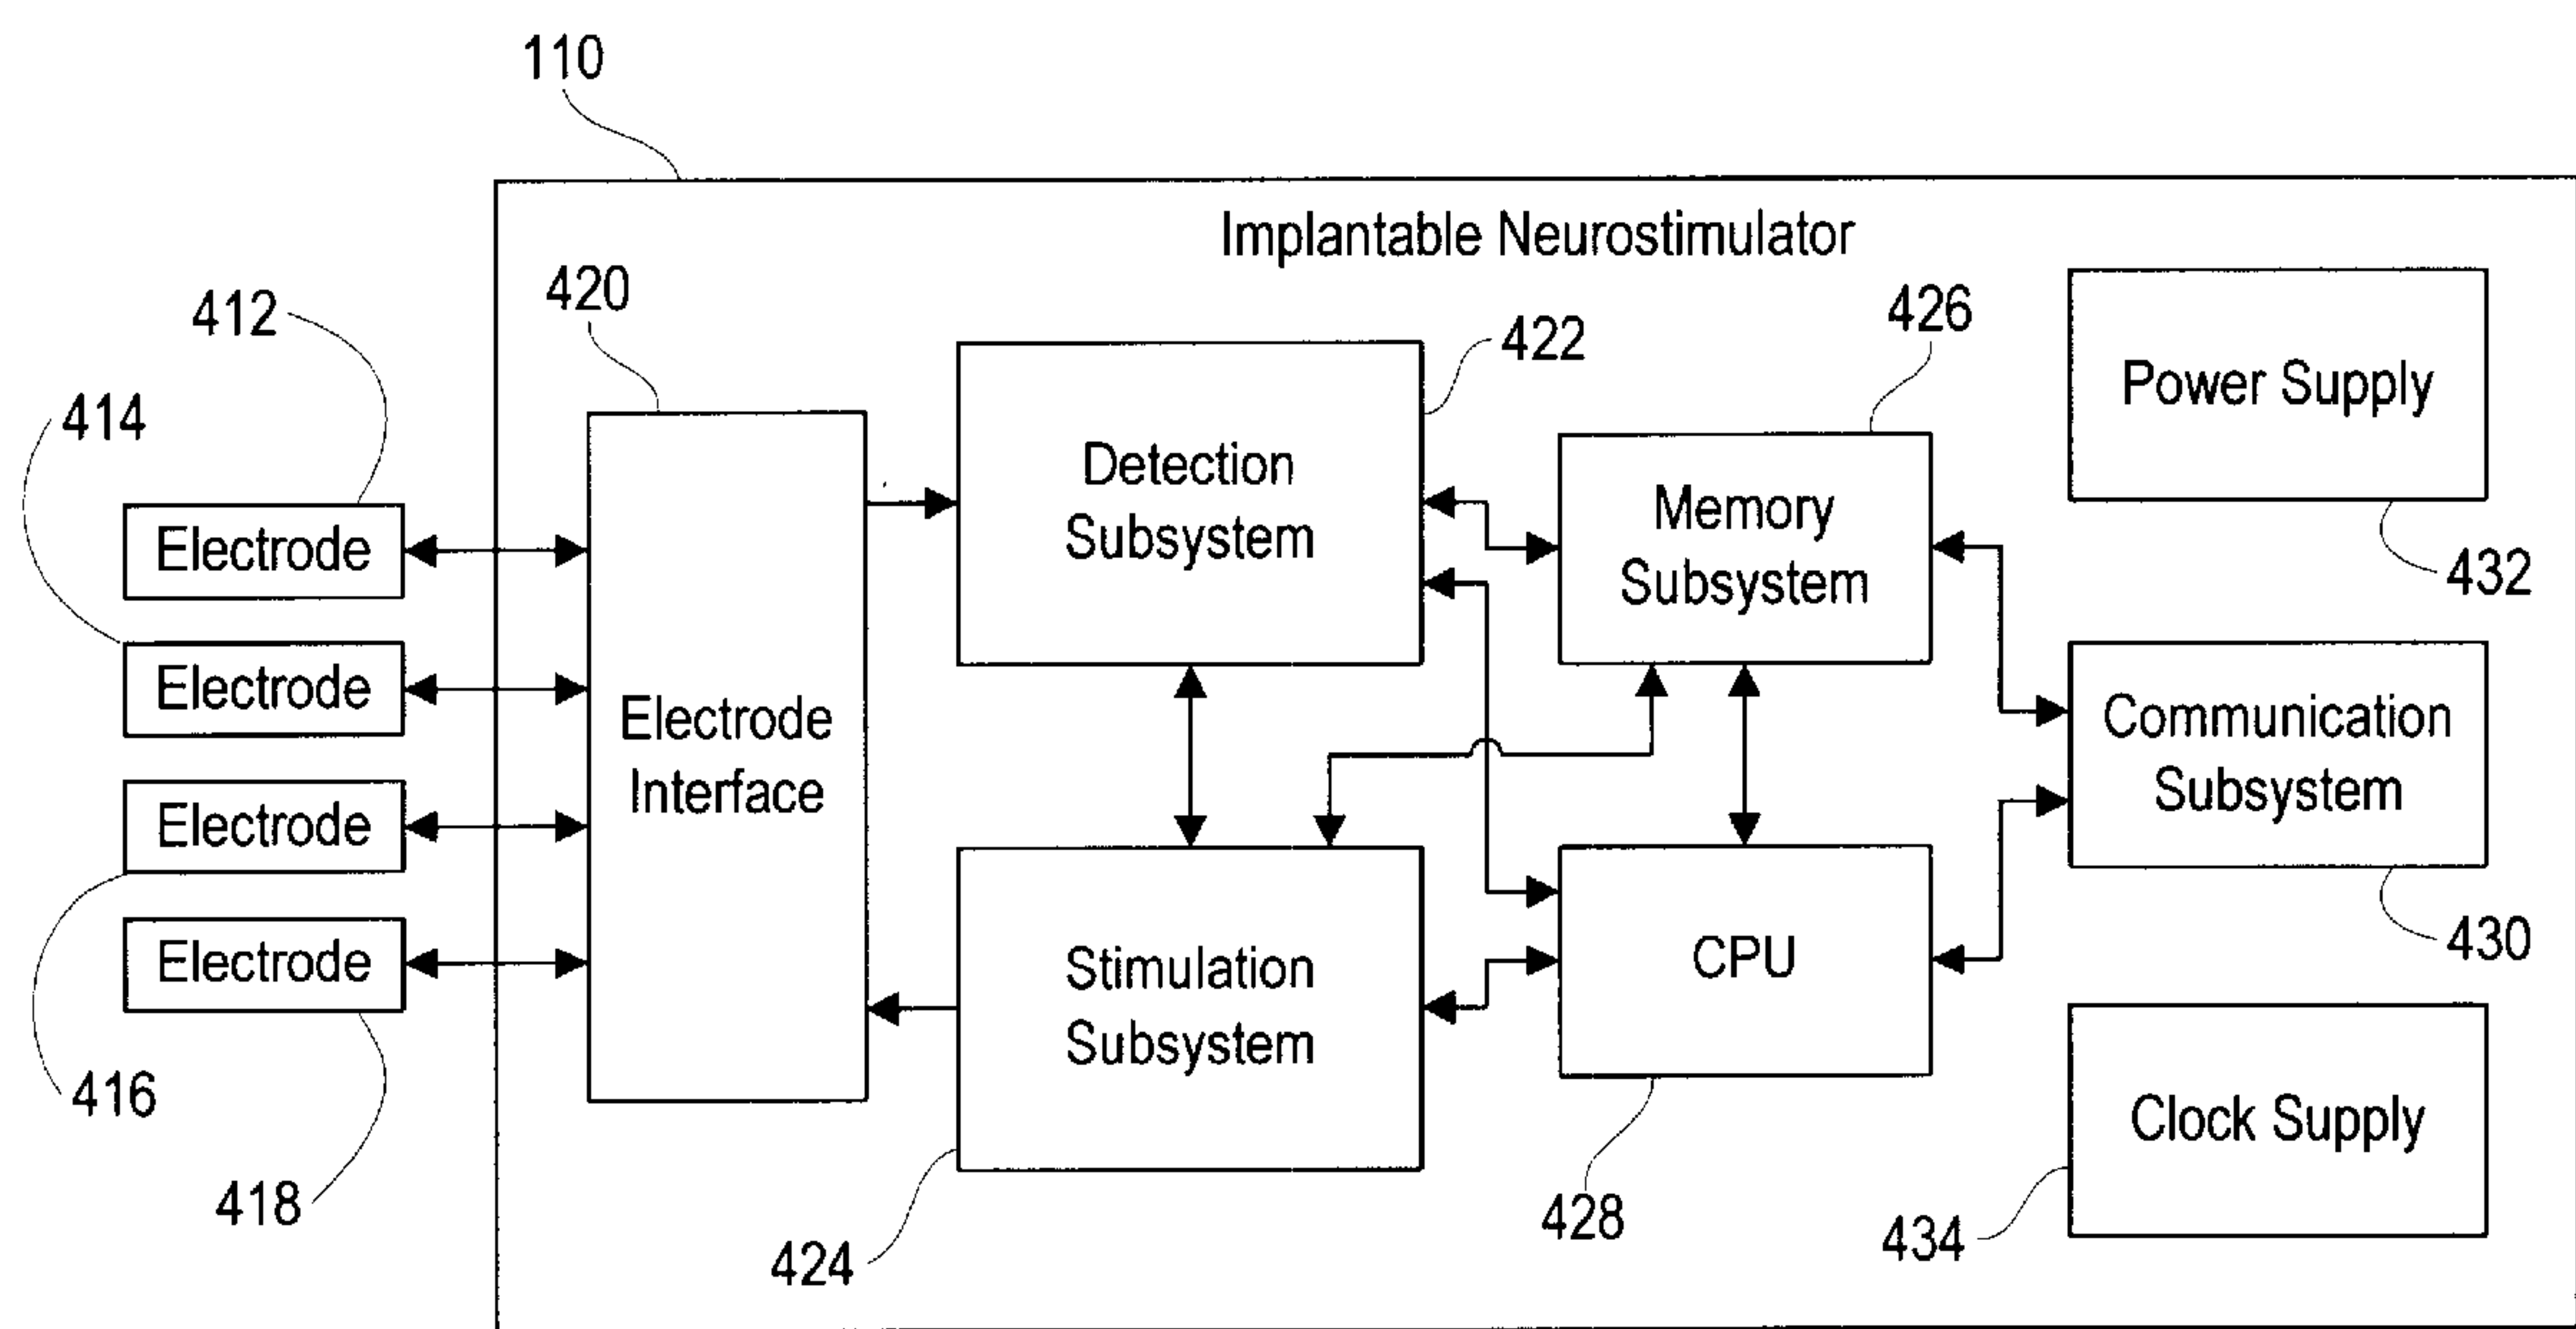 110
Implantable Neurostimulator
420
412
422
426
414
Power Supply
Detection
Subsystem
Memory
Subsystem
432
Electrode
Electrode
Electrode
Electrode
Electrode
Interface
Communication
Subsystem
Stimulation
Subsystem
CPU
430
416
418
424
428
Clock Supply
434